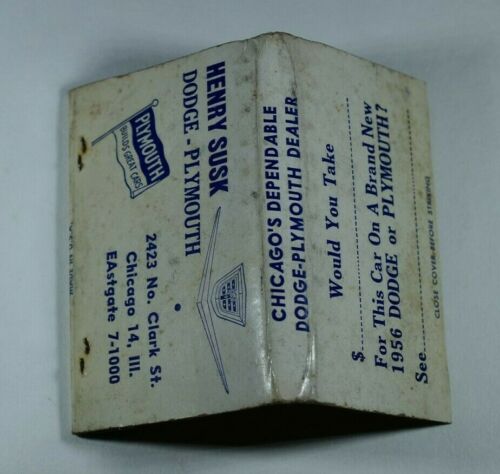 HENRY SUSK
DODGE - PLYMOUTH
PLYMOUTH
BUILDS GREAT CARS
2423 No. Clark St.
Chicago 14, Ill.
EAstgate 7-1000
CHICAGO'S DEPENDABLE
DODGE-PLYMOUTH DEALER
Would You Take
$
For This Car On A Brand New
1956 DODGE or PLYMOUTH?
See
CLOSE COVER BEFORE STRIKING